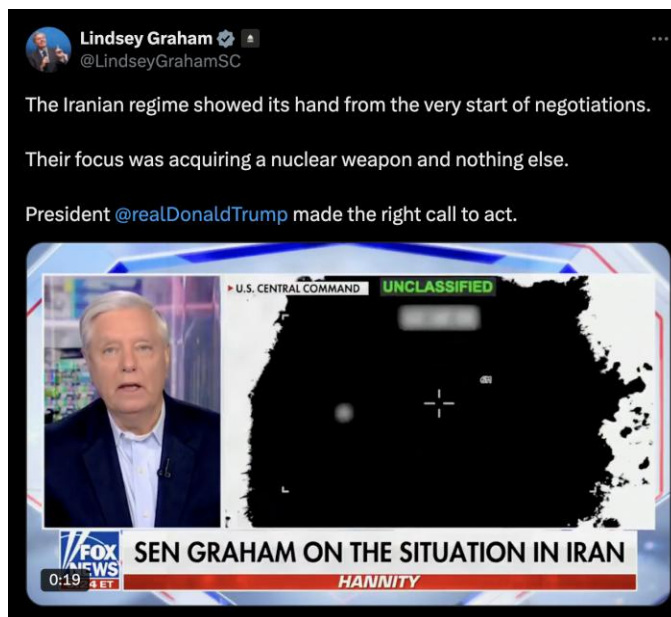 Lindsey Graham
@LindseyGrahamSC
The Iranian regime showed its hand from the very start of negotiations.
Their focus was acquiring a nuclear weapon and nothing else.
President @realDonaldTrump made the right call to act.
U.S. CENTRAL COMMAND
UNCLASSIFIED
FOX
NEWS
SEN GRAHAM ON THE SITUATION IN IRAN
0:19
4 ET
HANNITY